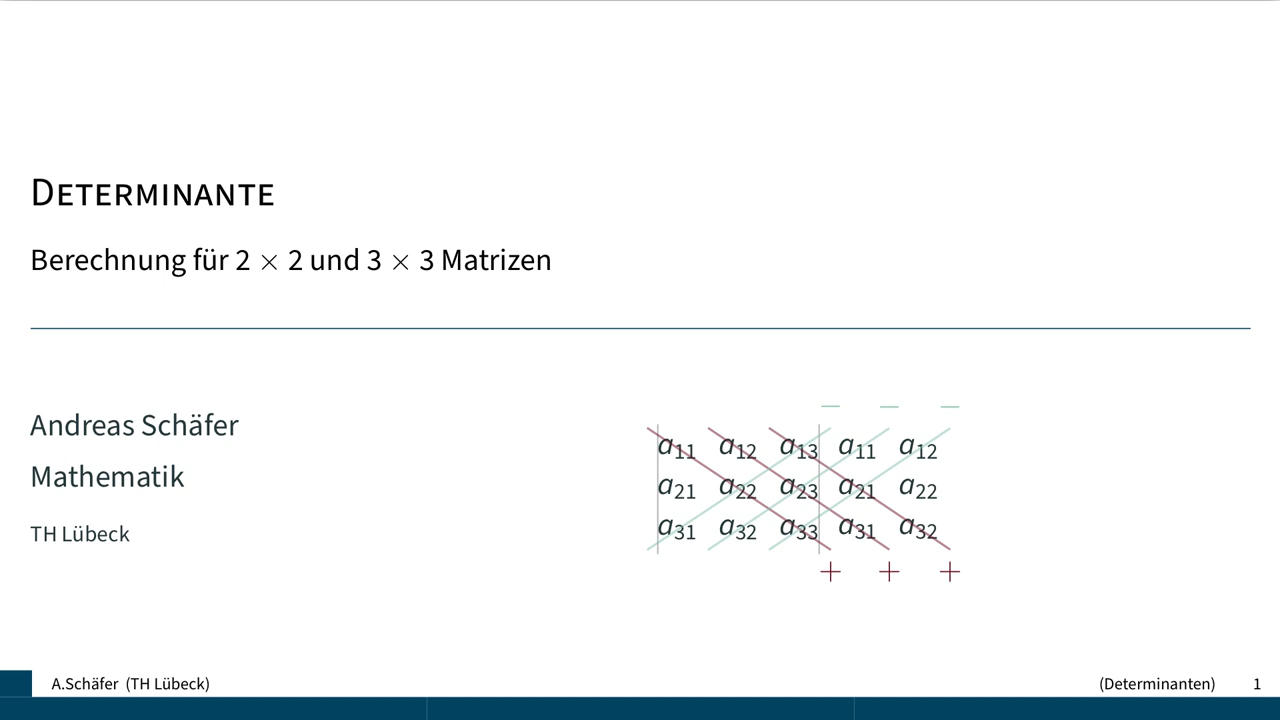 Determinante
Berechnung für 2 × 2 und 3 × 3 Matrizen
Andreas Schäfer
Mathematik
TH Lübeck
− − −
a11 a12 a13 a11 a12
a21 a22 a23 a21 a22
a31 a32 a33 a31 a32
+ + +
A.Schäfer (TH Lübeck) (Determinanten) 1